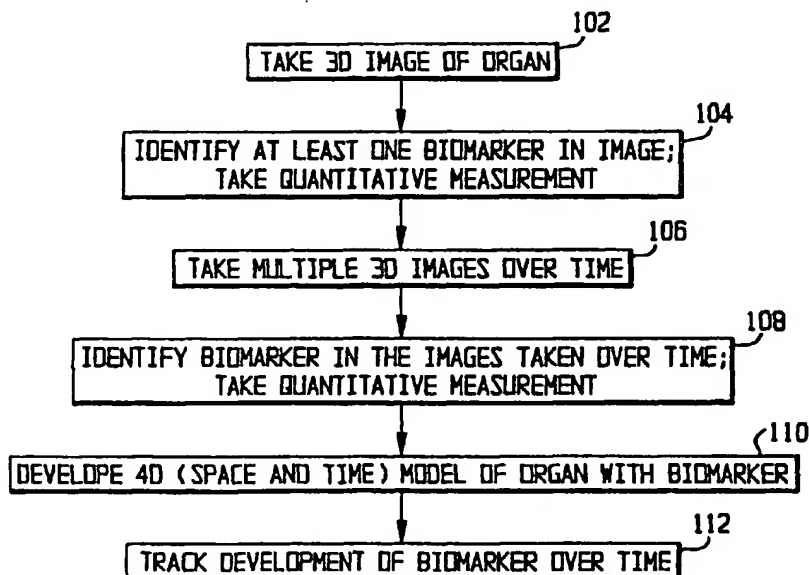 102
TAKE 3D IMAGE OF ORGAN
104
IDENTIFY AT LEAST ONE BIOMARKER IN IMAGE;
TAKE QUANTITATIVE MEASUREMENT
106
TAKE MULTIPLE 3D IMAGES OVER TIME
108
IDENTIFY BIOMARKER IN THE IMAGES TAKEN OVER TIME;
TAKE QUANTITATIVE MEASUREMENT
110
DEVELOPE 4D (SPACE AND TIME) MODEL OF ORGAN WITH BIOMARKER
112
TRACK DEVELOPMENT OF BIOMARKER OVER TIME